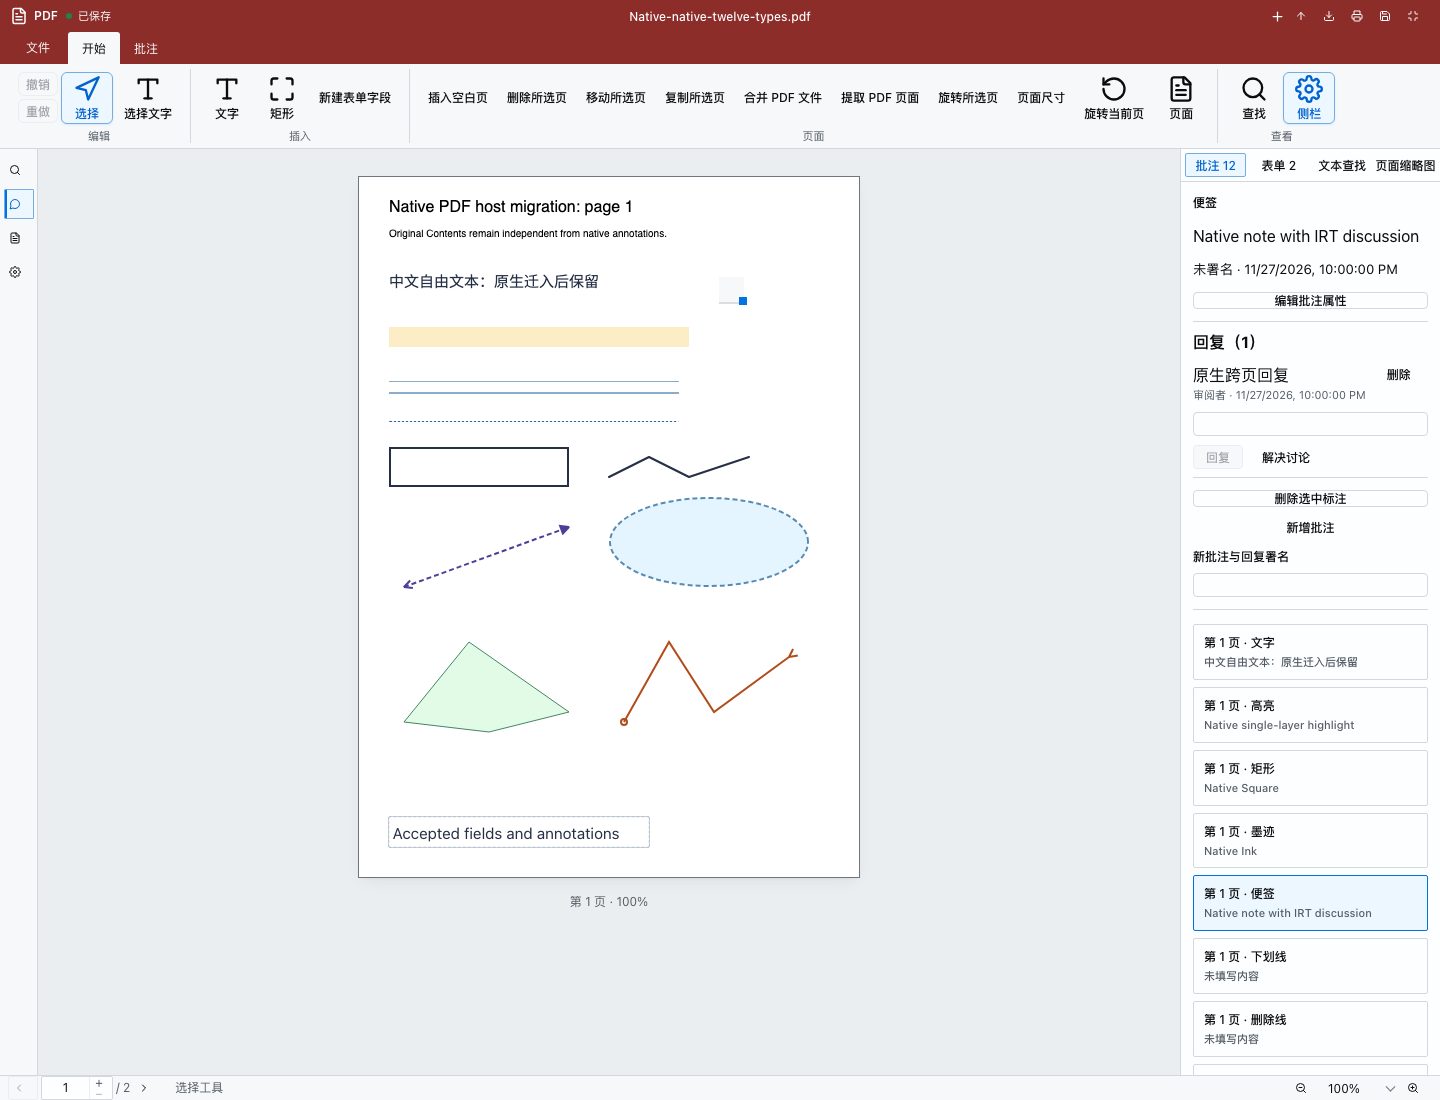 PDF 已保存
Native-native-twelve-types.pdf
文件 开始 批注
撤销
重做
选择
选择文字
编辑
文字
矩形
新建表单字段
插入
插入空白页
删除所选页
移动所选页
复制所选页
合并 PDF 文件
提取 PDF 页面
旋转所选页
页面尺寸
旋转当前页
页面
页面
查找
侧栏
查看
Native PDF host migration: page 1
Original Contents remain independent from native annotations.
中文自由文本：原生迁入后保留
Accepted fields and annotations
第 1 页 · 100%
批注 12 表单 2 文本查找 页面缩略图
便签
Native note with IRT discussion
未署名 · 11/27/2026, 10:00:00 PM
编辑批注属性
回复（1）
原生跨页回复 删除
审阅者 · 11/27/2026, 10:00:00 PM
回复 解决讨论
删除选中标注
新增批注
新批注与回复署名
第 1 页 · 文字
中文自由文本：原生迁入后保留
第 1 页 · 高亮
Native single-layer highlight
第 1 页 · 矩形
Native Square
第 1 页 · 墨迹
Native Ink
第 1 页 · 便签
Native note with IRT discussion
第 1 页 · 下划线
未填写内容
第 1 页 · 删除线
未填写内容
1 / 2 选择工具
100%